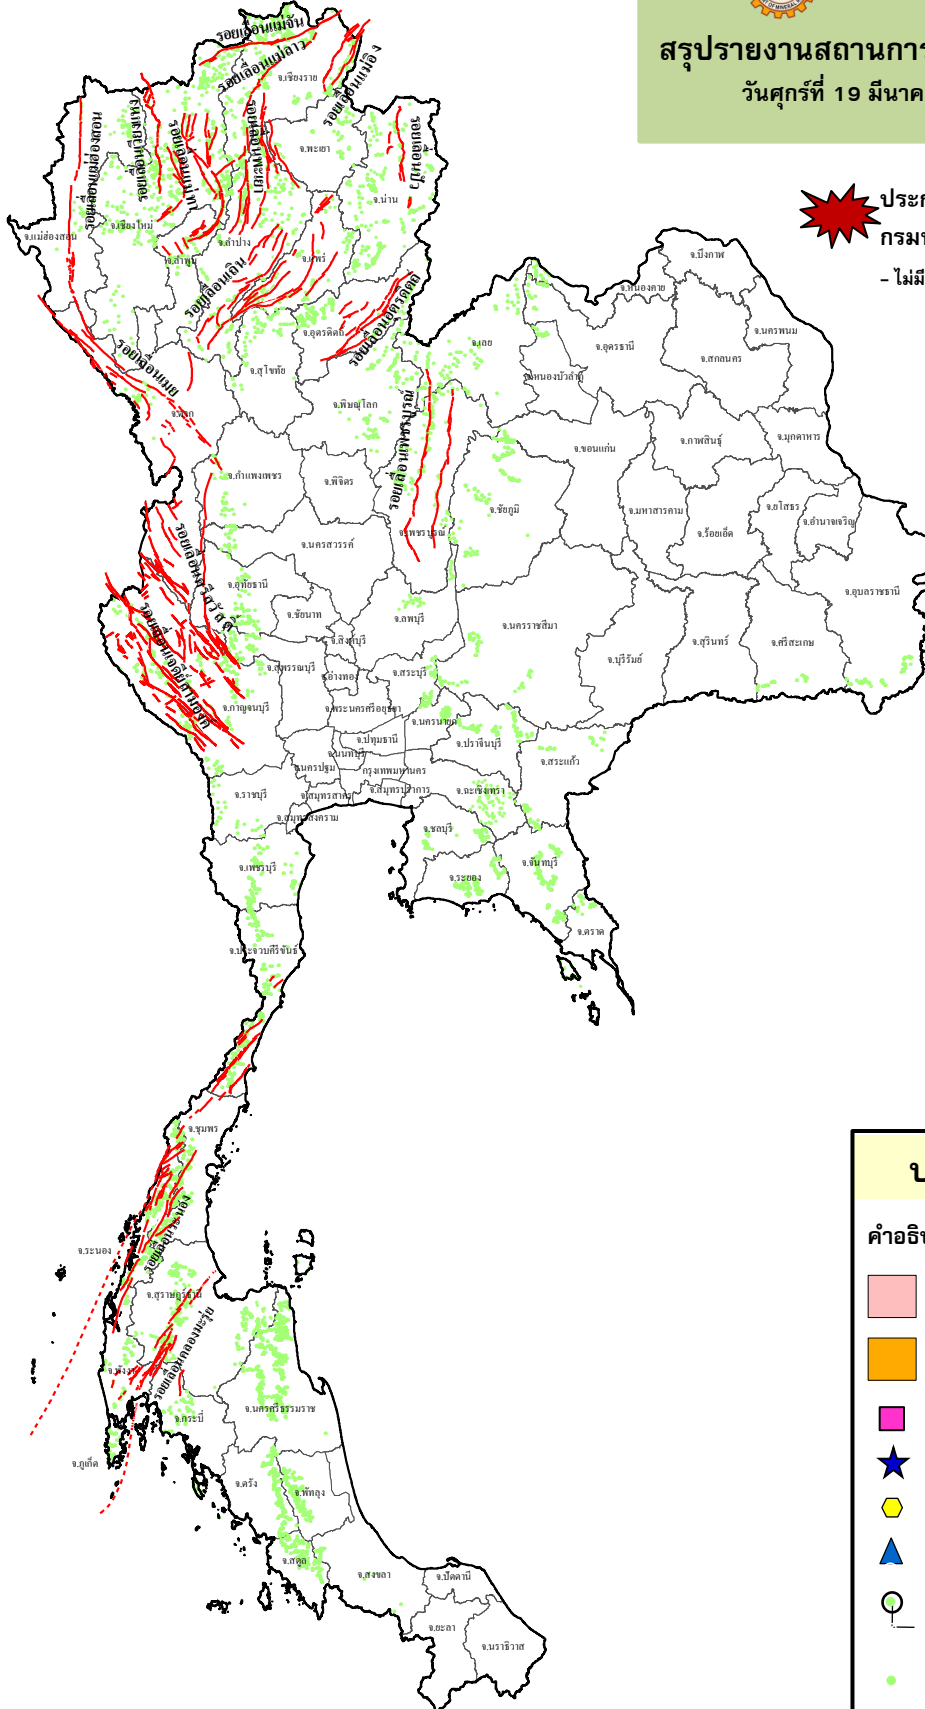 สรุปรายงานสถานการ
วันศุกร์ที่ 19 มีนาค
ประก
กรมท
- ไม่มี
รอยเลื่อนแม่จัน
รอยเลื่อนแม่ลาว
จ.เชียงราย
รอยเลื่อนแม่อิง
รอยเลื่อนแม่ฮ่องสอน
รอยเลื่อนแม่ทา
รอยเลื่อนพะเยา
จ.พะเยา
รอยเลื่อนปัว
จ.น่าน
จ.แม่ฮ่องสอน
จ.เชียงใหม่
จ.ลำปาง
จ.ลำพูน
จ.แพร่
รอยเลื่อนเถิน
จ.บึงกาฬ
จ.หนองคาย
จ.อุตรดิตถ์
รอยเลื่อนอุตรดิตถ์
จ.เลย
จ.อุดรธานี
จ.นครพนม
จ.สกลนคร
รอยเลื่อนเมย
จ.สุโขทัย
จ.หนองบัวลำภู
จ.ตาก
จ.พิษณุโลก
รอยเลื่อนเพชรบูรณ์
จ.ขอนแก่น
จ.กาฬสินธุ์
จ.มุกดาหาร
จ.กำแพงเพชร
จ.พิจิตร
จ.ชัยภูมิ
จ.มหาสารคาม
จ.ยโสธร
จ.อำนาจเจริญ
จ.ร้อยเอ็ด
จ.เพชรบูรณ์
จ.นครสวรรค์
รอยเลื่อนศรีสวัสดิ์
จ.อุทัยธานี
จ.อุบลราชธานี
จ.ชัยนาท
จ.ลพบุรี
จ.นครราชสีมา
จ.สิงห์บุรี
จ.สุรินทร์
จ.ศรีสะเกษ
จ.บุรีรัมย์
รอยเลื่อนเจดีย์สามองค์
จ.สุพรรณบุรี
จ.อ่างทอง
จ.สระบุรี
จ.กาญจนบุรี
จ.พระนครศรีอยุธยา
จ.นครนายก
จ.ปทุมธานี
จ.ปราจีนบุรี
จ.นนทบุรี
จ.สระแก้ว
จ.นครปฐม
กรุงเทพมหานคร
จ.ราชบุรี
จ.สมุทรสาคร
จ.สมุทรปราการ
จ.ฉะเชิงเทรา
จ.สมุทรสงคราม
จ.ชลบุรี
จ.เพชรบุรี
จ.ระยอง
จ.จันทบุรี
จ.ตราด
จ.ประจวบคีรีขันธ์
จ.ชุมพร
รอยเลื่อนระนอง
จ.ระนอง
จ.สุราษฎร์ธานี
รอยเลื่อนคลองมะรุ่ย
จ.พังงา
จ.กระบี่
จ.นครศรีธรรมราช
จ.ภูเก็ต
จ.ตรัง
จ.พัทลุง
จ.สตูล
จ.สงขลา
จ.ปัตตานี
จ.ยะลา
จ.นราธิวาส
คำอธิบ